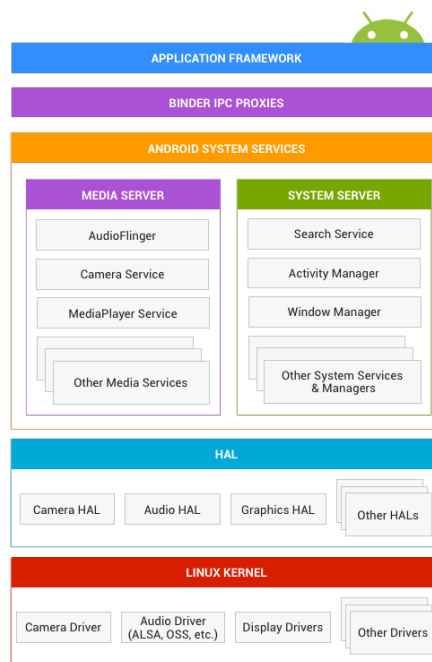 APPLICATION FRAMEWORK
BINDER IPC PROXIES
ANDROID SYSTEM SERVICES
MEDIA SERVER
AudioFlinger
Camera Service
MediaPlayer Service
Other Media Services
SYSTEM SERVER
Search Service
Activity Manager
Window Manager
Other System Services
& Managers
HAL
Camera HAL
Audio HAL
Graphics HAL
Other HALs
LINUX KERNEL
Camera Driver
Audio Driver
(ALSA, OSS, etc.)
Display Drivers
Other Drivers